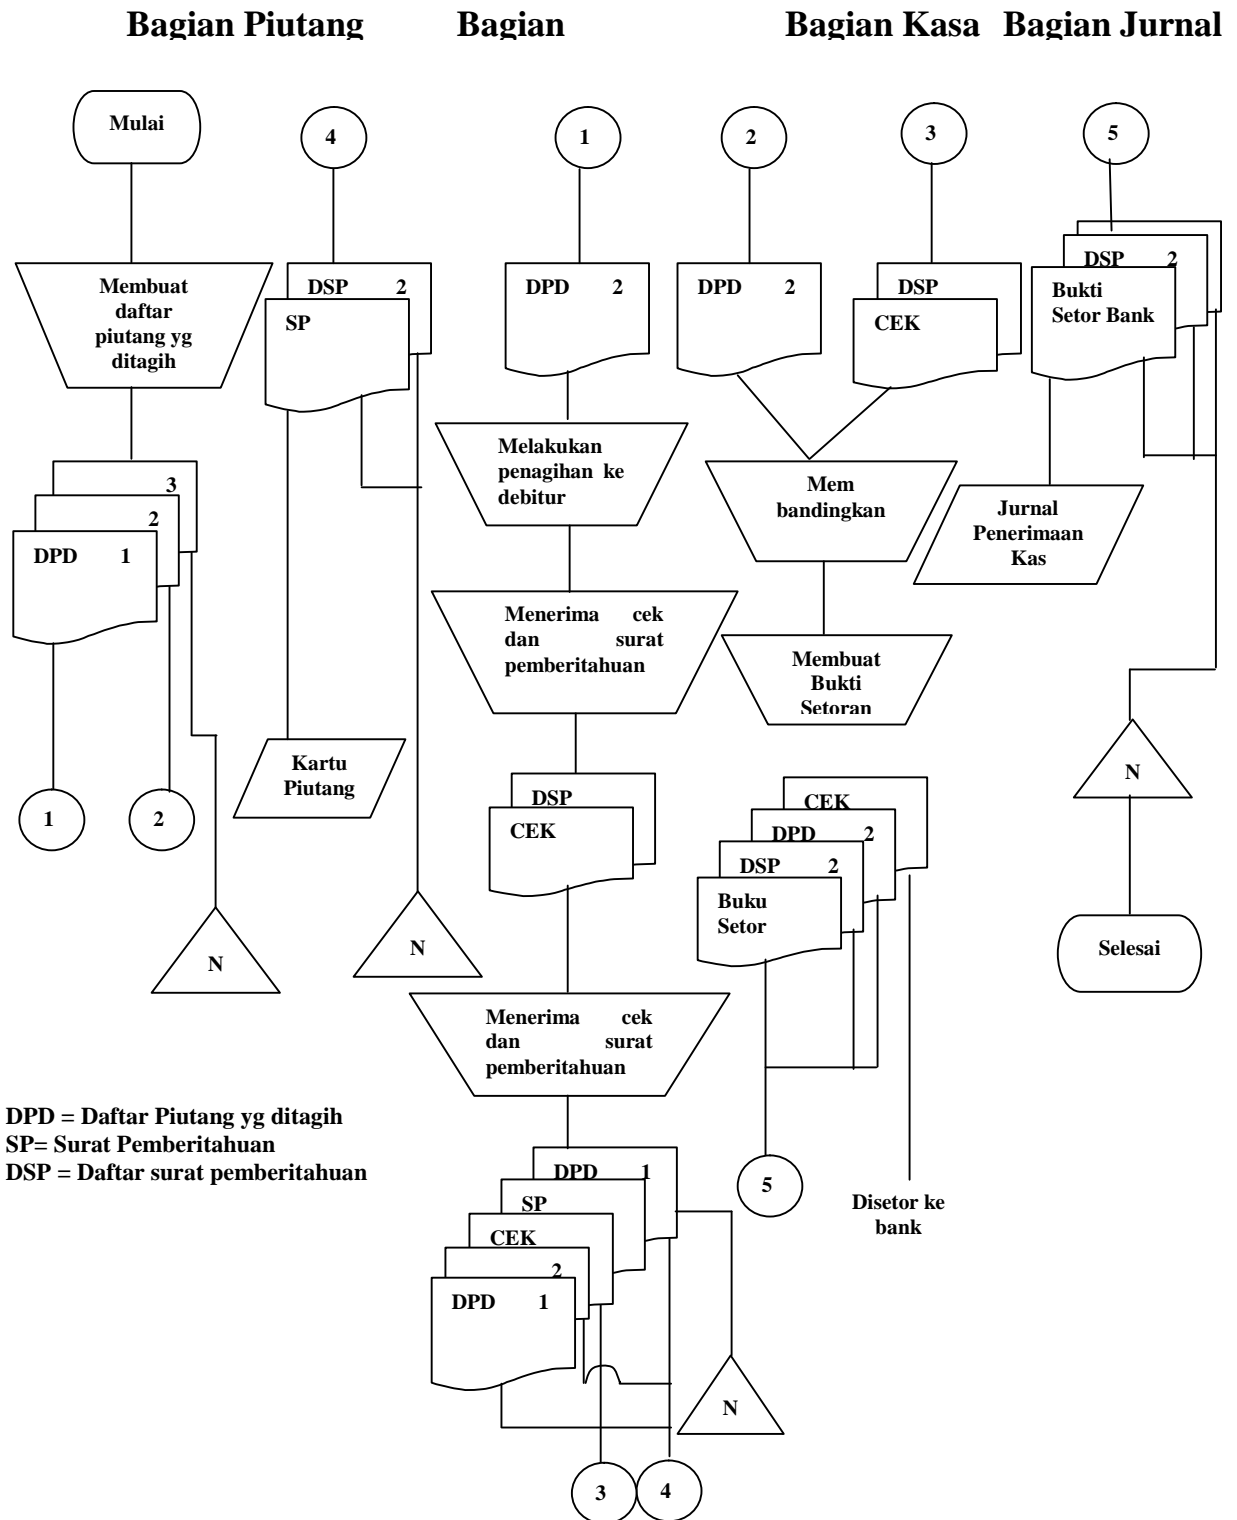 Bagian Piutang Bagian Bagian Kasa Bagian Jurnal
Mulai
Membuat
daftar
piutang yg
ditagih
3
2
DPD 1
1
2
N
4
DSP 2
SP
Kartu
Piutang
N
1
DPD 2
Melakukan
penagihan ke
debitur
Menerima cek
dan surat
pemberitahuan
DSP
CEK
Menerima cek
dan surat
pemberitahuan
DPD 1
SP
CEK
2
DPD 1
N
3
4
2
DPD 2
3
DSP
CEK
Mem
bandingkan
Membuat
Bukti
Setoran
CEK
DPD 2
DSP 2
Buku
Setor
5
Disetor ke
bank
5
DSP 2
Bukti
Setor Bank
Jurnal
Penerimaan
Kas
N
Selesai
DPD = Daftar Piutang yg ditagih
SP= Surat Pemberitahuan
DSP = Daftar surat pemberitahuan